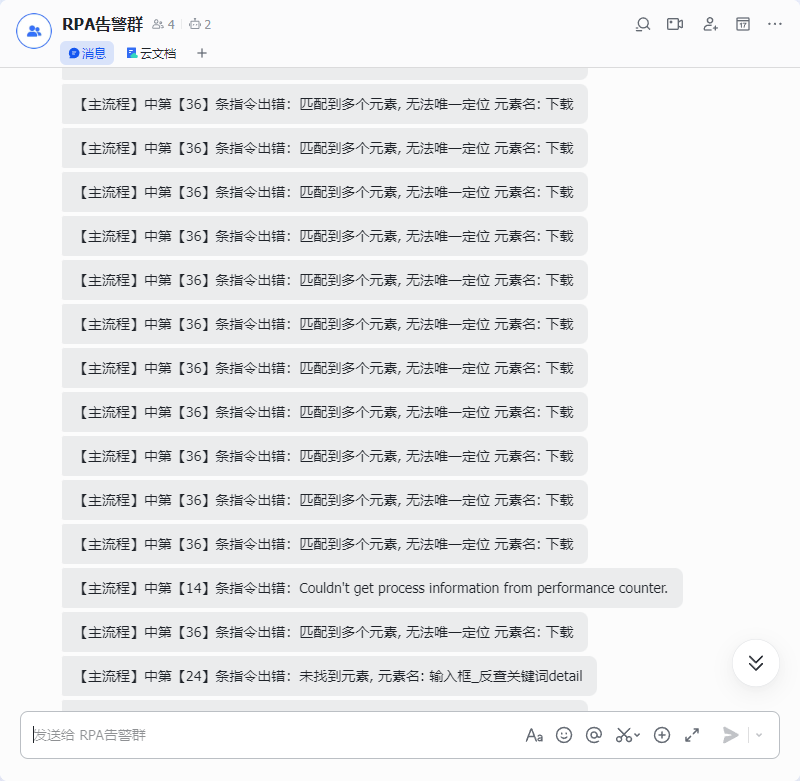 RPA告警群 4 2
消息 云文档
17
【主流程】中第【36】条指令出错：匹配到多个元素, 无法唯一定位 元素名: 下载
【主流程】中第【36】条指令出错：匹配到多个元素, 无法唯一定位 元素名: 下载
【主流程】中第【36】条指令出错：匹配到多个元素, 无法唯一定位 元素名: 下载
【主流程】中第【36】条指令出错：匹配到多个元素, 无法唯一定位 元素名: 下载
【主流程】中第【36】条指令出错：匹配到多个元素, 无法唯一定位 元素名: 下载
【主流程】中第【36】条指令出错：匹配到多个元素, 无法唯一定位 元素名: 下载
【主流程】中第【36】条指令出错：匹配到多个元素, 无法唯一定位 元素名: 下载
【主流程】中第【36】条指令出错：匹配到多个元素, 无法唯一定位 元素名: 下载
【主流程】中第【36】条指令出错：匹配到多个元素, 无法唯一定位 元素名: 下载
【主流程】中第【36】条指令出错：匹配到多个元素, 无法唯一定位 元素名: 下载
【主流程】中第【36】条指令出错：匹配到多个元素, 无法唯一定位 元素名: 下载
【主流程】中第【14】条指令出错：Couldn't get process information from performance counter.
【主流程】中第【36】条指令出错：匹配到多个元素, 无法唯一定位 元素名: 下载
【主流程】中第【24】条指令出错：未找到元素, 元素名: 输入框_反查关键词detail
发送给 RPA告警群
Aa